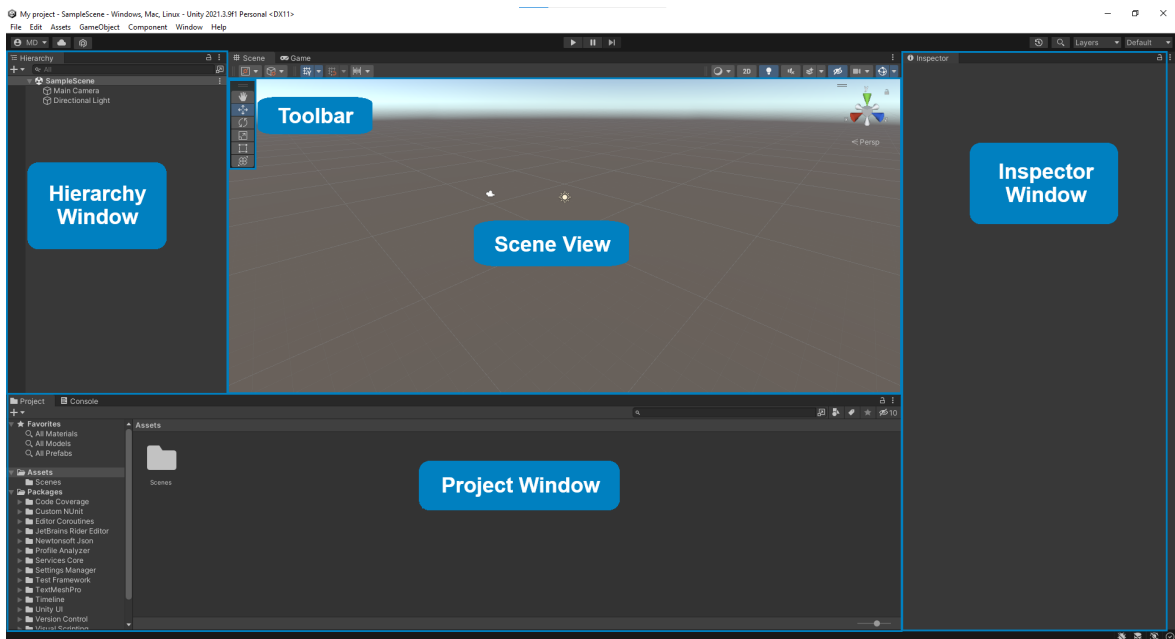 My project - SampleScene - Windows, Mac, Linux - Unity 2021.3.9f1 Personal <DX11>
File Edit Assets GameObject Component Window Help
MD Layers Default
Hierarchy
All
SampleScene
Main Camera
Directional Light
Hierarchy
Window
Scene Game
2D
Toolbar
Persp
Scene View
Inspector
Inspector
Window
Project Console
10
Favorites
All Materials
All Models
All Prefabs
Assets
Scenes
Packages
Code Coverage
Custom NUnit
Editor Coroutines
JetBrains Rider Editor
Newtonsoft Json
Profile Analyzer
Services Core
Settings Manager
Test Framework
TextMeshPro
Timeline
Unity UI
Version Control
Visual Scripting
Assets
Scenes
Project Window